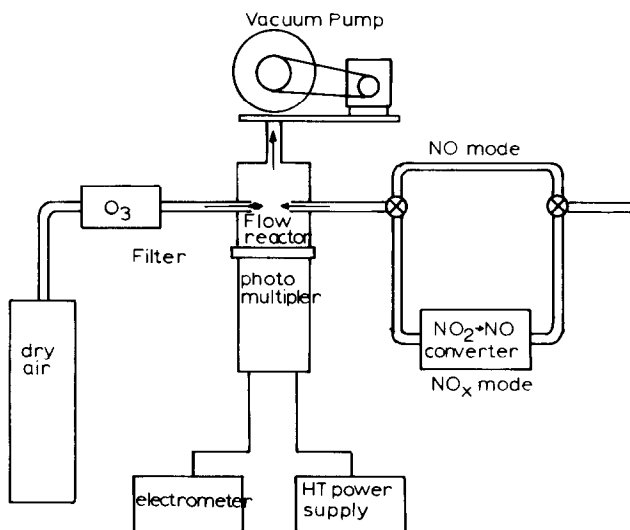 Vacuum Pump
NO mode
O3
Flow
reactor
Filter
photo
multipler
dry
air
NO2→NO
converter
NOx mode
electrometer
HT power
supply